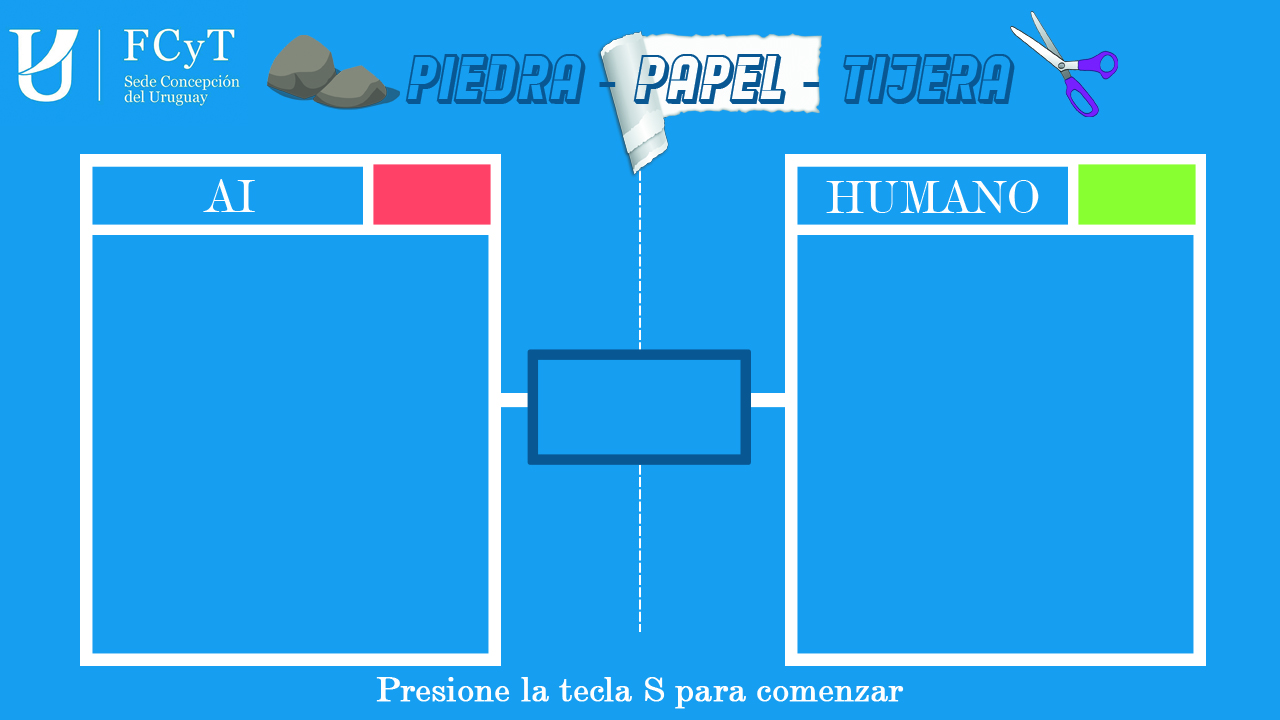 FCyT
Sede Concepción
del Uruguay
PIEDRA - PAPEL - TIJERA
AI
HUMANO
Presione la tecla S para comenzar